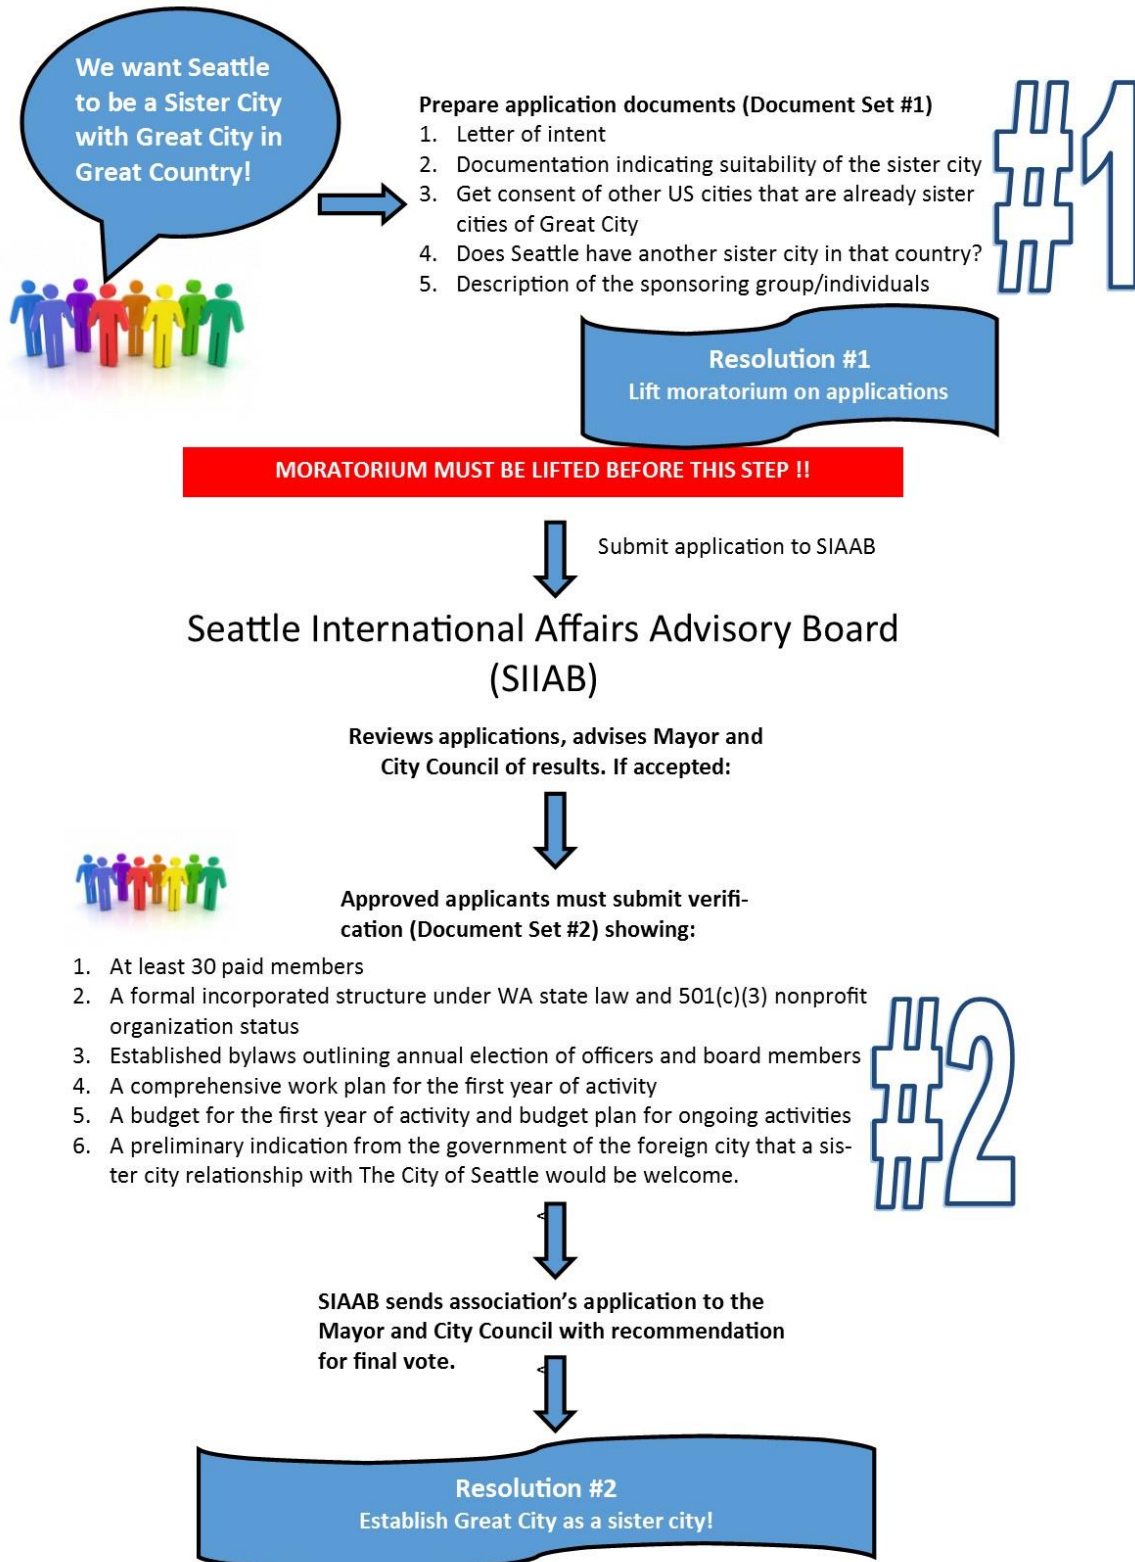 We want Seattle
to be a Sister City
with Great City in
Great Country!
Prepare application documents (Document Set #1)
1. Letter of intent
2. Documentation indicating suitability of the sister city
3. Get consent of other US cities that are already sister
cities of Great City
4. Does Seattle have another sister city in that country?
5. Description of the sponsoring group/individuals
#1
Resolution #1
Lift moratorium on applications
MORATORIUM MUST BE LIFTED BEFORE THIS STEP !!
Submit application to SIAAB
Seattle International Affairs Advisory Board
(SIIAB)
Reviews applications, advises Mayor and
City Council of results. If accepted:
Approved applicants must submit verifi-
cation (Document Set #2) showing:
1. At least 30 paid members
2. A formal incorporated structure under WA state law and 501(c)(3) nonprofit
organization status
3. Established bylaws outlining annual election of officers and board members
4. A comprehensive work plan for the first year of activity
5. A budget for the first year of activity and budget plan for ongoing activities
6. A preliminary indication from the government of the foreign city that a sis-
ter city relationship with The City of Seattle would be welcome.
#2
<
SIAAB sends association's application to the
Mayor and City Council with recommendation
for final vote.
<
Resolution #2
Establish Great City as a sister city!